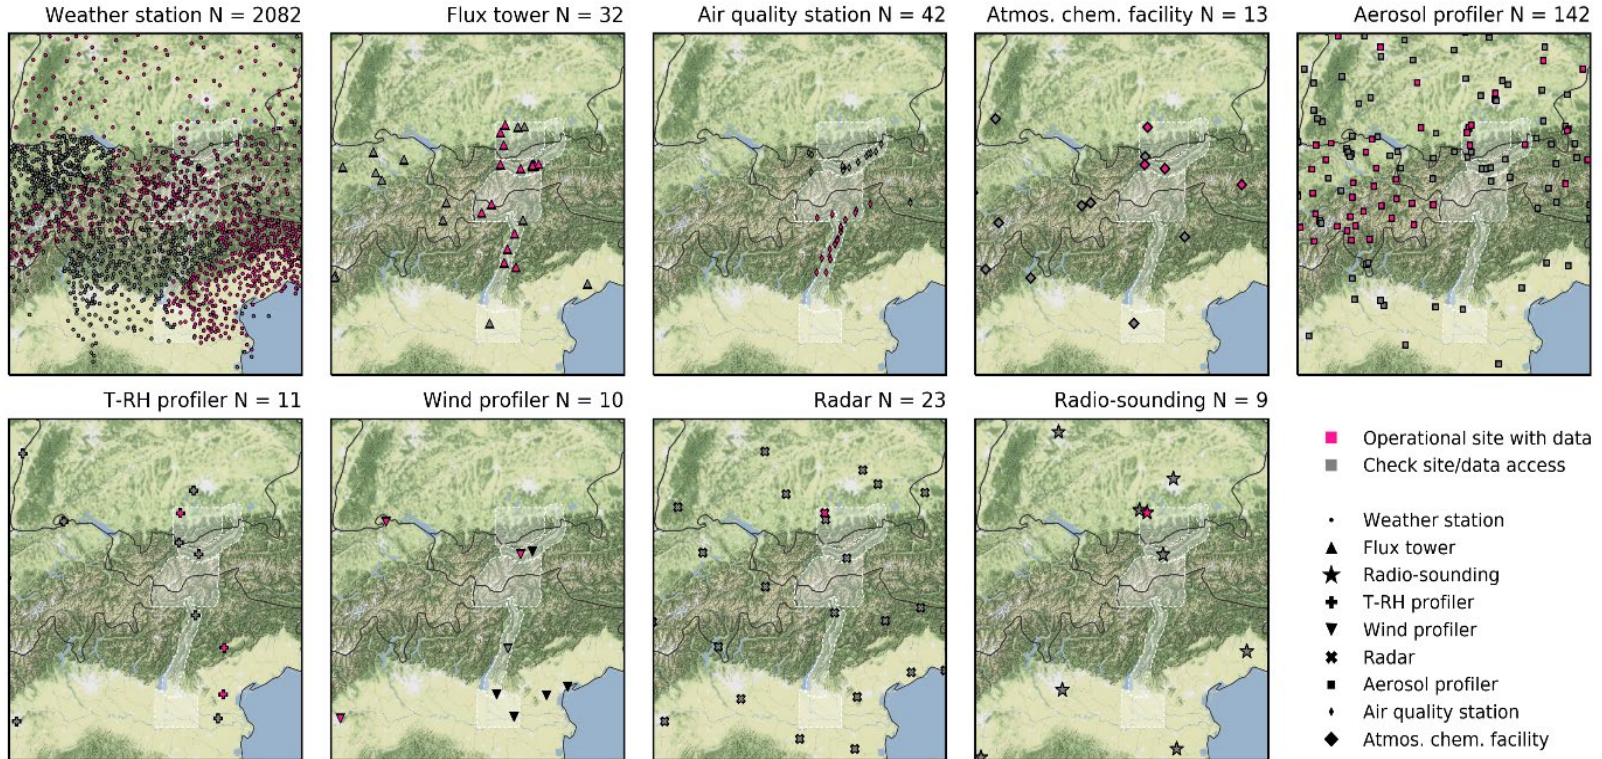 Weather station N = 2082
Flux tower N = 32
Air quality station N = 42
Atmos. chem. facility N = 13
Aerosol profiler N = 142
T-RH profiler N = 11
Wind profiler N = 10
Radar N = 23
Radio-sounding N = 9
Operational site with data
Check site/data access
Weather station
Flux tower
Radio-sounding
T-RH profiler
Wind profiler
Radar
Aerosol profiler
Air quality station
Atmos. chem. facility